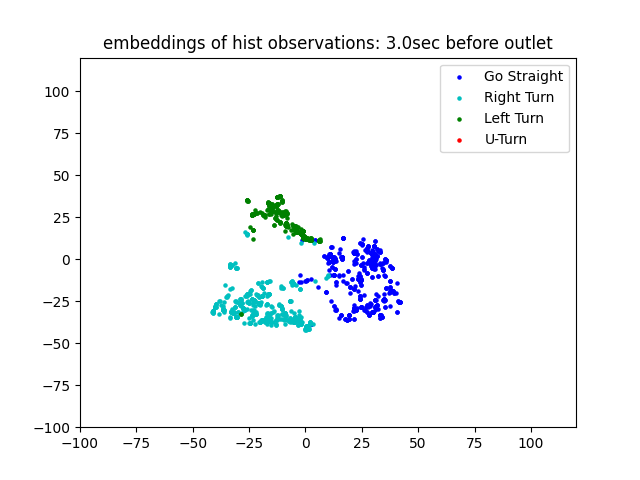 embeddings of hist observations: 3.0sec before outlet
Go Straight
Right Turn
Left Turn
U-Turn
100
75
50
25
0
−25
−50
−75
−100
−100 −75 −50 −25 0 25 50 75 100